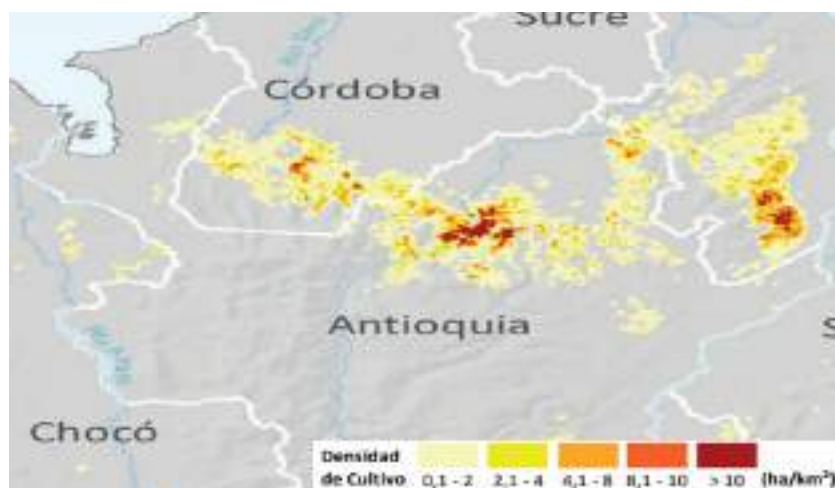 Sucre
Córdoba
Antioquia
Chocó
Densidad
de Cultivo
0,1 - 2
2,1 - 4
4,1 - 8
8,1 - 10
> 10
(ha/km²)